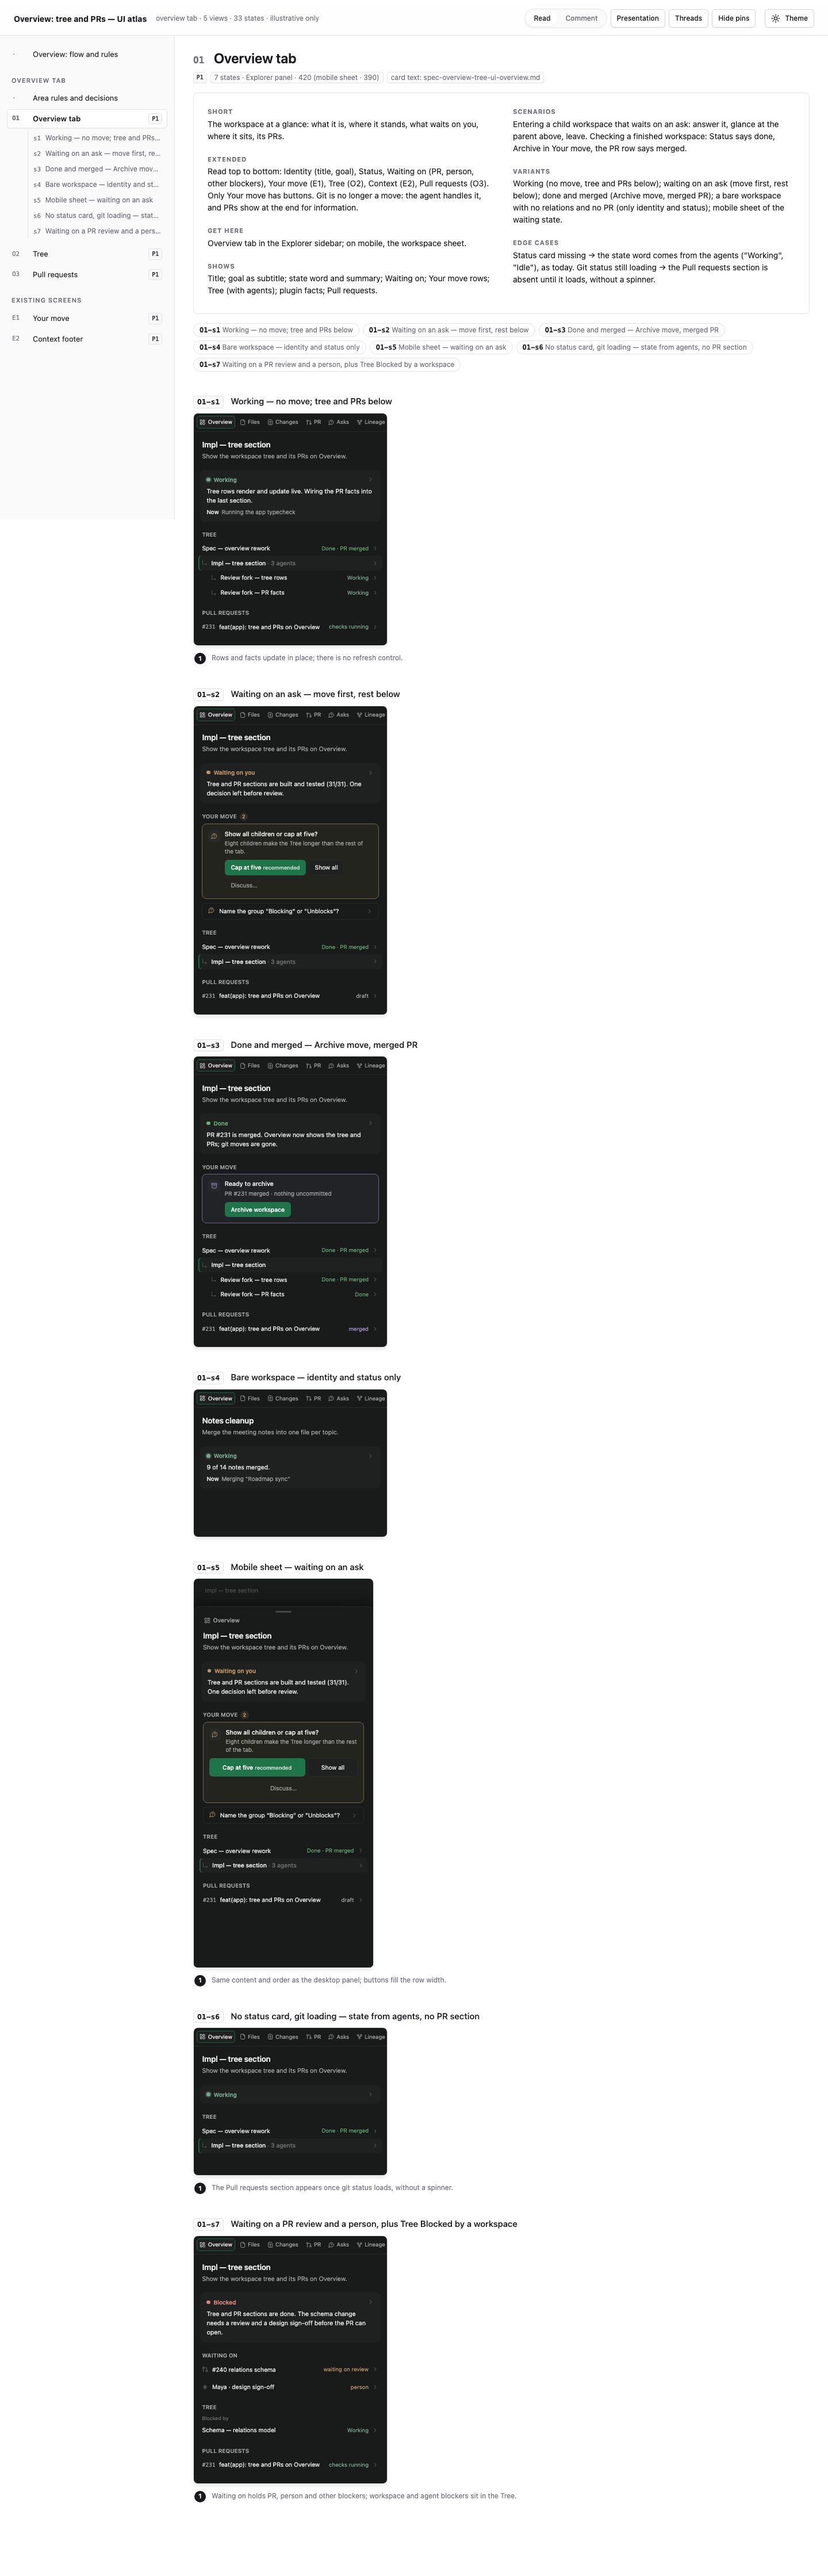 Overview: tree and PRs — UI atlas
overview tab · 5 views · 33 states · illustrative only
Read
Comment
Presentation
Threads
Hide pins
Theme
Overview: flow and rules
OVERVIEW TAB
Area rules and decisions
01 Overview tab P1
s1 Working — no move; tree and PRs...
s2 Waiting on an ask — move first, re...
s3 Done and merged — Archive mov...
s4 Bare workspace — identity and st...
s5 Mobile sheet — waiting on an ask
s6 No status card, git loading — stat...
s7 Waiting on a PR review and a pers...
02 Tree P1
03 Pull requests P1
EXISTING SCREENS
E1 Your move P1
E2 Context footer P1
01 Overview tab
P1
7 states · Explorer panel · 420 (mobile sheet · 390)
card text: spec-overview-tree-ui-overview.md
SHORT
The workspace at a glance: what it is, where it stands, what waits on you,
where it sits, its PRs.
EXTENDED
Read top to bottom: Identity (title, goal), Status, Waiting on (PR, person,
other blockers), Your move (E1), Tree (02), Context (E2), Pull requests (03).
Only Your move has buttons. Git is no longer a move: the agent handles it,
and PRs show at the end for information.
GET HERE
Overview tab in the Explorer sidebar; on mobile, the workspace sheet.
SHOWS
Title; goal as subtitle; state word and summary; Waiting on; Your move rows;
Tree (with agents); plugin facts; Pull requests.
SCENARIOS
Entering a child workspace that waits on an ask: answer it, glance at the
parent above, leave. Checking a finished workspace: Status says done,
Archive in Your move, the PR row says merged.
VARIANTS
Working (no move, tree and PRs below); waiting on an ask (move first, rest
below); done and merged (Archive move, merged PR); a bare workspace
with no relations and no PR (only identity and status); mobile sheet of the
waiting state.
EDGE CASES
Status card missing → the state word comes from the agents ("Working",
"Idle"), as today. Git status still loading → the Pull requests section is
absent until it loads, without a spinner.
01–s1 Working — no move; tree and PRs below
01–s2 Waiting on an ask — move first, rest below
01–s3 Done and merged — Archive move, merged PR
01–s4 Bare workspace — identity and status only
01–s5 Mobile sheet — waiting on an ask
01–s6 No status card, git loading — state from agents, no PR section
01–s7 Waiting on a PR review and a person, plus Tree Blocked by a workspace
01–s1 Working — no move; tree and PRs below
Overview Files Changes PR Asks Lineage
Impl — tree section
Show the workspace tree and its PRs on Overview.
Working
Tree rows render and update live. Wiring the PR facts into
the last section.
Now Running the app typecheck
TREE
Spec — overview rework Done · PR merged
Impl — tree section · 3 agents
Review fork — tree rows Working
Review fork — PR facts Working
PULL REQUESTS
#231 feat(app): tree and PRs on Overview checks running
1 Rows and facts update in place; there is no refresh control.
01–s2 Waiting on an ask — move first, rest below
Overview Files Changes PR Asks Lineage
Impl — tree section
Show the workspace tree and its PRs on Overview.
Waiting on you
Tree and PR sections are built and tested (31/31). One
decision left before review.
YOUR MOVE 2
Show all children or cap at five?
Eight children make the Tree longer than the rest of
the tab.
Cap at five recommended
Show all
Discuss...
Name the group "Blocking" or "Unblocks"?
TREE
Spec — overview rework Done · PR merged
Impl — tree section · 3 agents
PULL REQUESTS
#231 feat(app): tree and PRs on Overview draft
01–s3 Done and merged — Archive move, merged PR
Overview Files Changes PR Asks Lineage
Impl — tree section
Show the workspace tree and its PRs on Overview.
Done
PR #231 is merged. Overview now shows the tree and
PRs; git moves are gone.
YOUR MOVE
Ready to archive
PR #231 merged · nothing uncommitted
Archive workspace
TREE
Spec — overview rework Done · PR merged
Impl — tree section
Review fork — tree rows Done · PR merged
Review fork — PR facts Done
PULL REQUESTS
#231 feat(app): tree and PRs on Overview merged
01–s4 Bare workspace — identity and status only
Overview Files Changes PR Asks Lineage
Notes cleanup
Merge the meeting notes into one file per topic.
Working
9 of 14 notes merged.
Now Merging "Roadmap sync"
01–s5 Mobile sheet — waiting on an ask
Impl — tree section
Overview
Impl — tree section
Show the workspace tree and its PRs on Overview.
Waiting on you
Tree and PR sections are built and tested (31/31).
One decision left before review.
YOUR MOVE 2
Show all children or cap at five?
Eight children make the Tree longer than the rest
of the tab.
Cap at five recommended
Show all
Discuss...
Name the group "Blocking" or "Unblocks"?
TREE
Spec — overview rework Done · PR merged
Impl — tree section · 3 agents
PULL REQUESTS
#231 feat(app): tree and PRs on Overview draft
1 Same content and order as the desktop panel; buttons fill the row width.
01–s6 No status card, git loading — state from agents, no PR section
Overview Files Changes PR Asks Lineage
Impl — tree section
Show the workspace tree and its PRs on Overview.
Working
TREE
Spec — overview rework Done · PR merged
Impl — tree section · 3 agents
1 The Pull requests section appears once git status loads, without a spinner.
01–s7 Waiting on a PR review and a person, plus Tree Blocked by a workspace
Overview Files Changes PR Asks Lineage
Impl — tree section
Show the workspace tree and its PRs on Overview.
Blocked
Tree and PR sections are done. The schema change
needs a review and a design sign-off before the PR can
open.
WAITING ON
#240 relations schema waiting on review
Maya · design sign-off person
TREE
Blocked by
Schema — relations model Working
PULL REQUESTS
#231 feat(app): tree and PRs on Overview checks running
1 Waiting on holds PR, person and other blockers; workspace and agent blockers sit in the Tree.